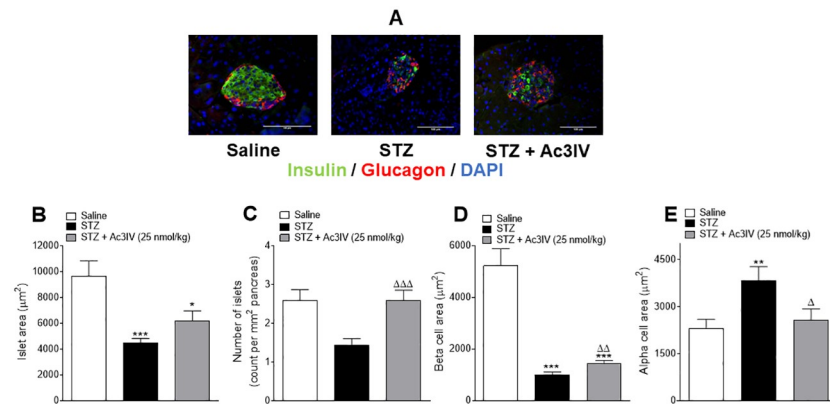 A
Saline STZ STZ + Ac3IV
Insulin / Glucagon / DAPI
B
Saline
STZ
STZ + Ac3IV (25 nmol/kg)
12000
10000
8000
6000
4000
2000
0
Islet area (μm²)
***
*
C
Saline
STZ
STZ + Ac3IV (25 nmol/kg)
4
3
2
1
0
Number of islets
(count per mm² pancreas)
ΔΔΔ
D
Saline
STZ
STZ + Ac3IV (25 nmol/kg)
6000
4000
2000
0
Beta cell area (μm²)
***
ΔΔ
***
E
Saline
STZ
STZ + Ac3IV (25 nmol/kg)
4500
3000
1500
0
Alpha cell area (μm²)
**
Δ